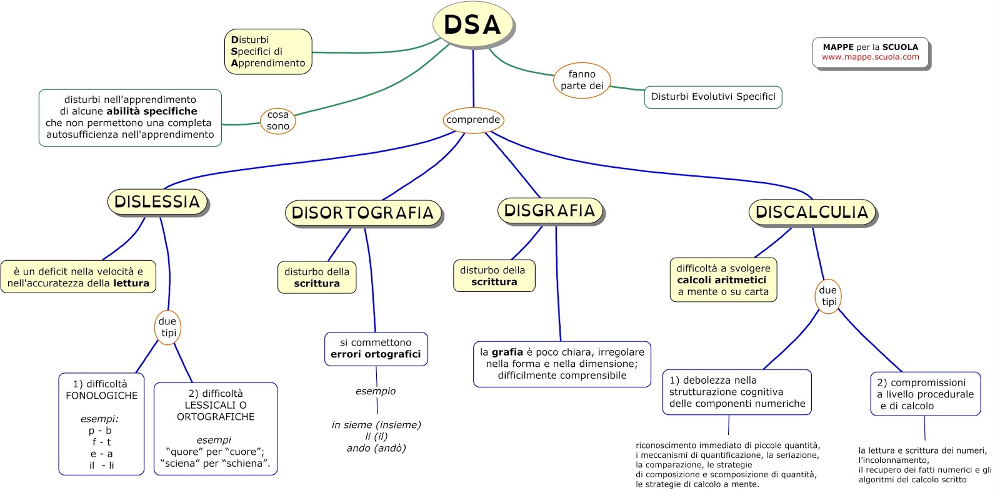 DSA
Disturbi
Specifici di
Apprendimento
MAPPE per la SCUOLA
www.mappe.scuola.com
fanno
parte dei
Disturbi Evolutivi Specifici
cosa
sono
disturbi nell'apprendimento
di alcune abilità specifiche
che non permettono una completa
autosufficienza nell'apprendimento
comprende
DISLESSIA
è un deficit nella velocità e
nell'accuratezza della lettura
due
tipi
1) difficoltà
FONOLOGICHE
esempi:
p - b
f - t
e - a
il - li
2) difficoltà
LESSICALI O
ORTOGRAFICHE
esempi
“quore” per “cuore”;
“sciena” per “schiena”.
DISORTOGRAFIA
disturbo della
scrittura
si commettono
errori ortografici
esempio
in sieme (insieme)
li (il)
ando (andò)
DISGRAFIA
disturbo della
scrittura
la grafia è poco chiara, irregolare
nella forma e nella dimensione;
difficilmente comprensibile
DISCALCULIA
difficoltà a svolgere
calcoli aritmetici
a mente o su carta
due
tipi
1) debolezza nella
strutturazione cognitiva
delle componenti numeriche
riconoscimento immediato di piccole quantità,
i meccanismi di quantificazione, la seriazione,
la comparazione, le strategie
di composizione e scomposizione di quantità,
le strategie di calcolo a mente.
2) compromissioni
a livello procedurale
e di calcolo
la lettura e scrittura dei numeri,
l’incolonnamento,
il recupero dei fatti numerici e gli
algoritmi del calcolo scritto